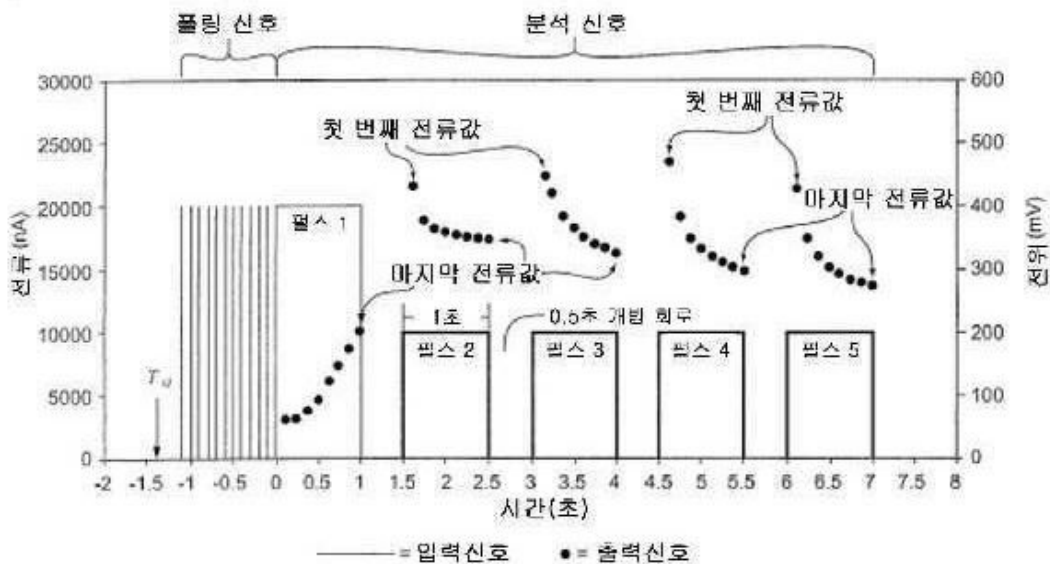 풀링 신호
분석 신호
30000
25000
20000
15000
10000
5000
0
전류 (nA)
600
500
400
300
200
100
0
전위 (mV)
첫 번째 전류값
첫 번째 전류값
마지막 전류값
마지막 전류값
펄스 1
1초
0.5초 개방 회로
펄스 2
펄스 3
펄스 4
펄스 5
-2 -1.5 -1 -0.5 0 0.5 1 1.5 2 2.5 3 3.5 4 4.5 5 5.5 6 6.5 7 7.5 8
시간(초)
= 입력신호 ● = 출력신호